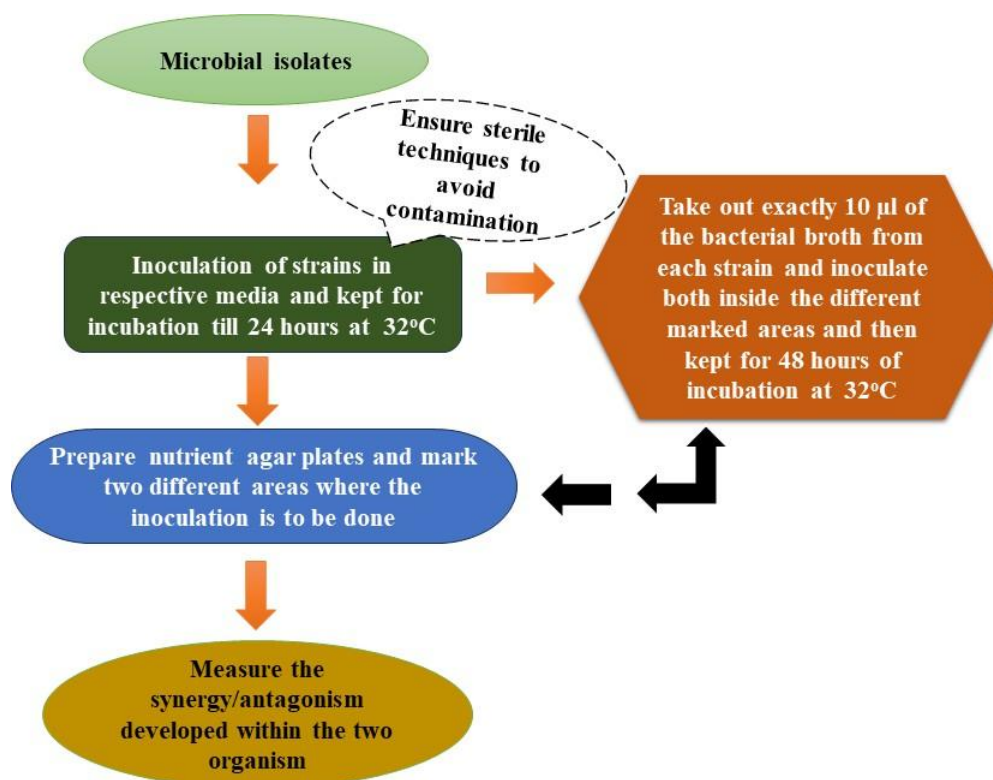 Microbial isolates
Ensure sterile
techniques to
avoid
contamination
Inoculation of strains in
respective media and kept for
incubation till 24 hours at 32°C
Take out exactly 10 µl of
the bacterial broth from
each strain and inoculate
both inside the different
marked areas and then
kept for 48 hours of
incubation at 32°C
Prepare nutrient agar plates and mark
two different areas where the
inoculation is to be done
Measure the
synergy/antagonism
developed within the two
organism